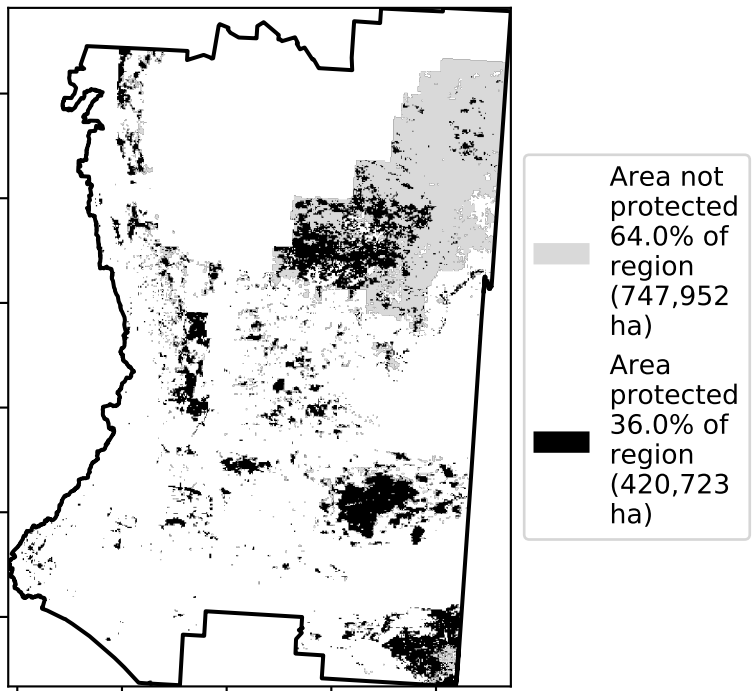 Area not
protected
64.0% of
region
(747,952
ha)
Area
protected
36.0% of
region
(420,723
ha)